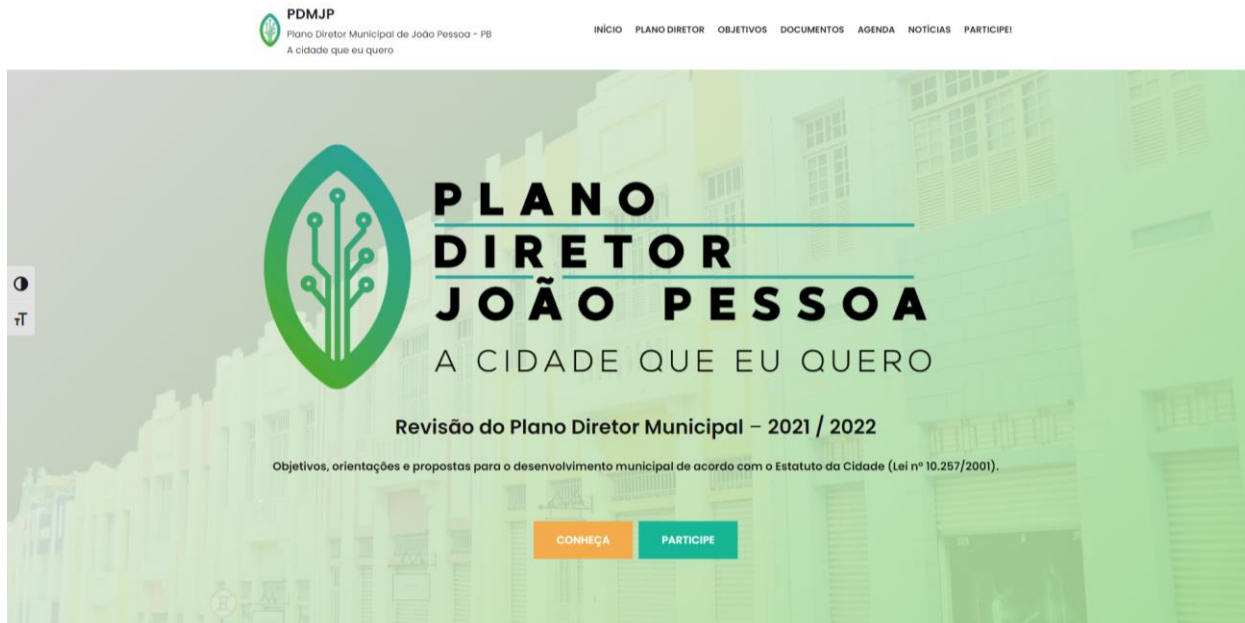 PDMJP
Plano Diretor Municipal de João Pessoa - PB
A cidade que eu quero
INÍCIO PLANO DIRETOR OBJETIVOS DOCUMENTOS AGENDA NOTÍCIAS PARTICIPE!
PLANO
DIRETOR
JOÃO PESSOA
A CIDADE QUE EU QUERO
Revisão do Plano Diretor Municipal – 2021 / 2022
Objetivos, orientações e propostas para o desenvolvimento municipal de acordo com o Estatuto da Cidade (Lei nº 10.257/2001).
CONHEÇA PARTICIPE
TT